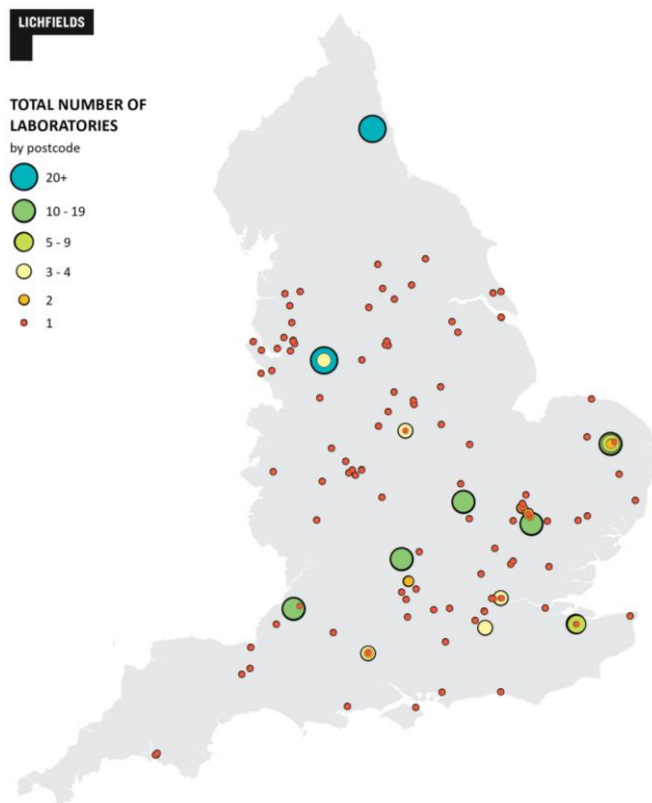 LICHFIELDS
TOTAL NUMBER OF
LABORATORIES
by postcode
20+
10 - 19
5 - 9
3 - 4
2
1